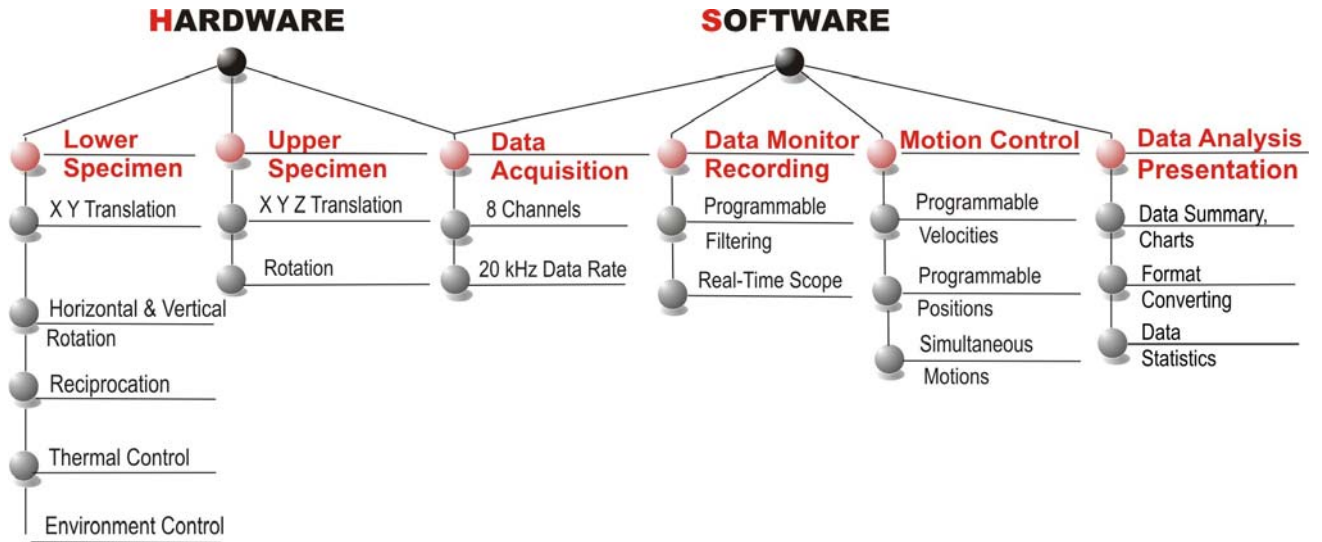 HARDWARE
SOFTWARE
Lower
Specimen
X Y Translation
Horizontal & Vertical
Rotation
Reciprocation
Thermal Control
Environment Control
Upper
Specimen
X Y Z Translation
Rotation
Data
Acquisition
8 Channels
20 kHz Data Rate
Data Monitor
Recording
Programmable
Filtering
Real-Time Scope
Motion Control
Programmable
Velocities
Programmable
Positions
Simultaneous
Motions
Data Analysis
Presentation
Data Summary,
Charts
Format
Converting
Data
Statistics